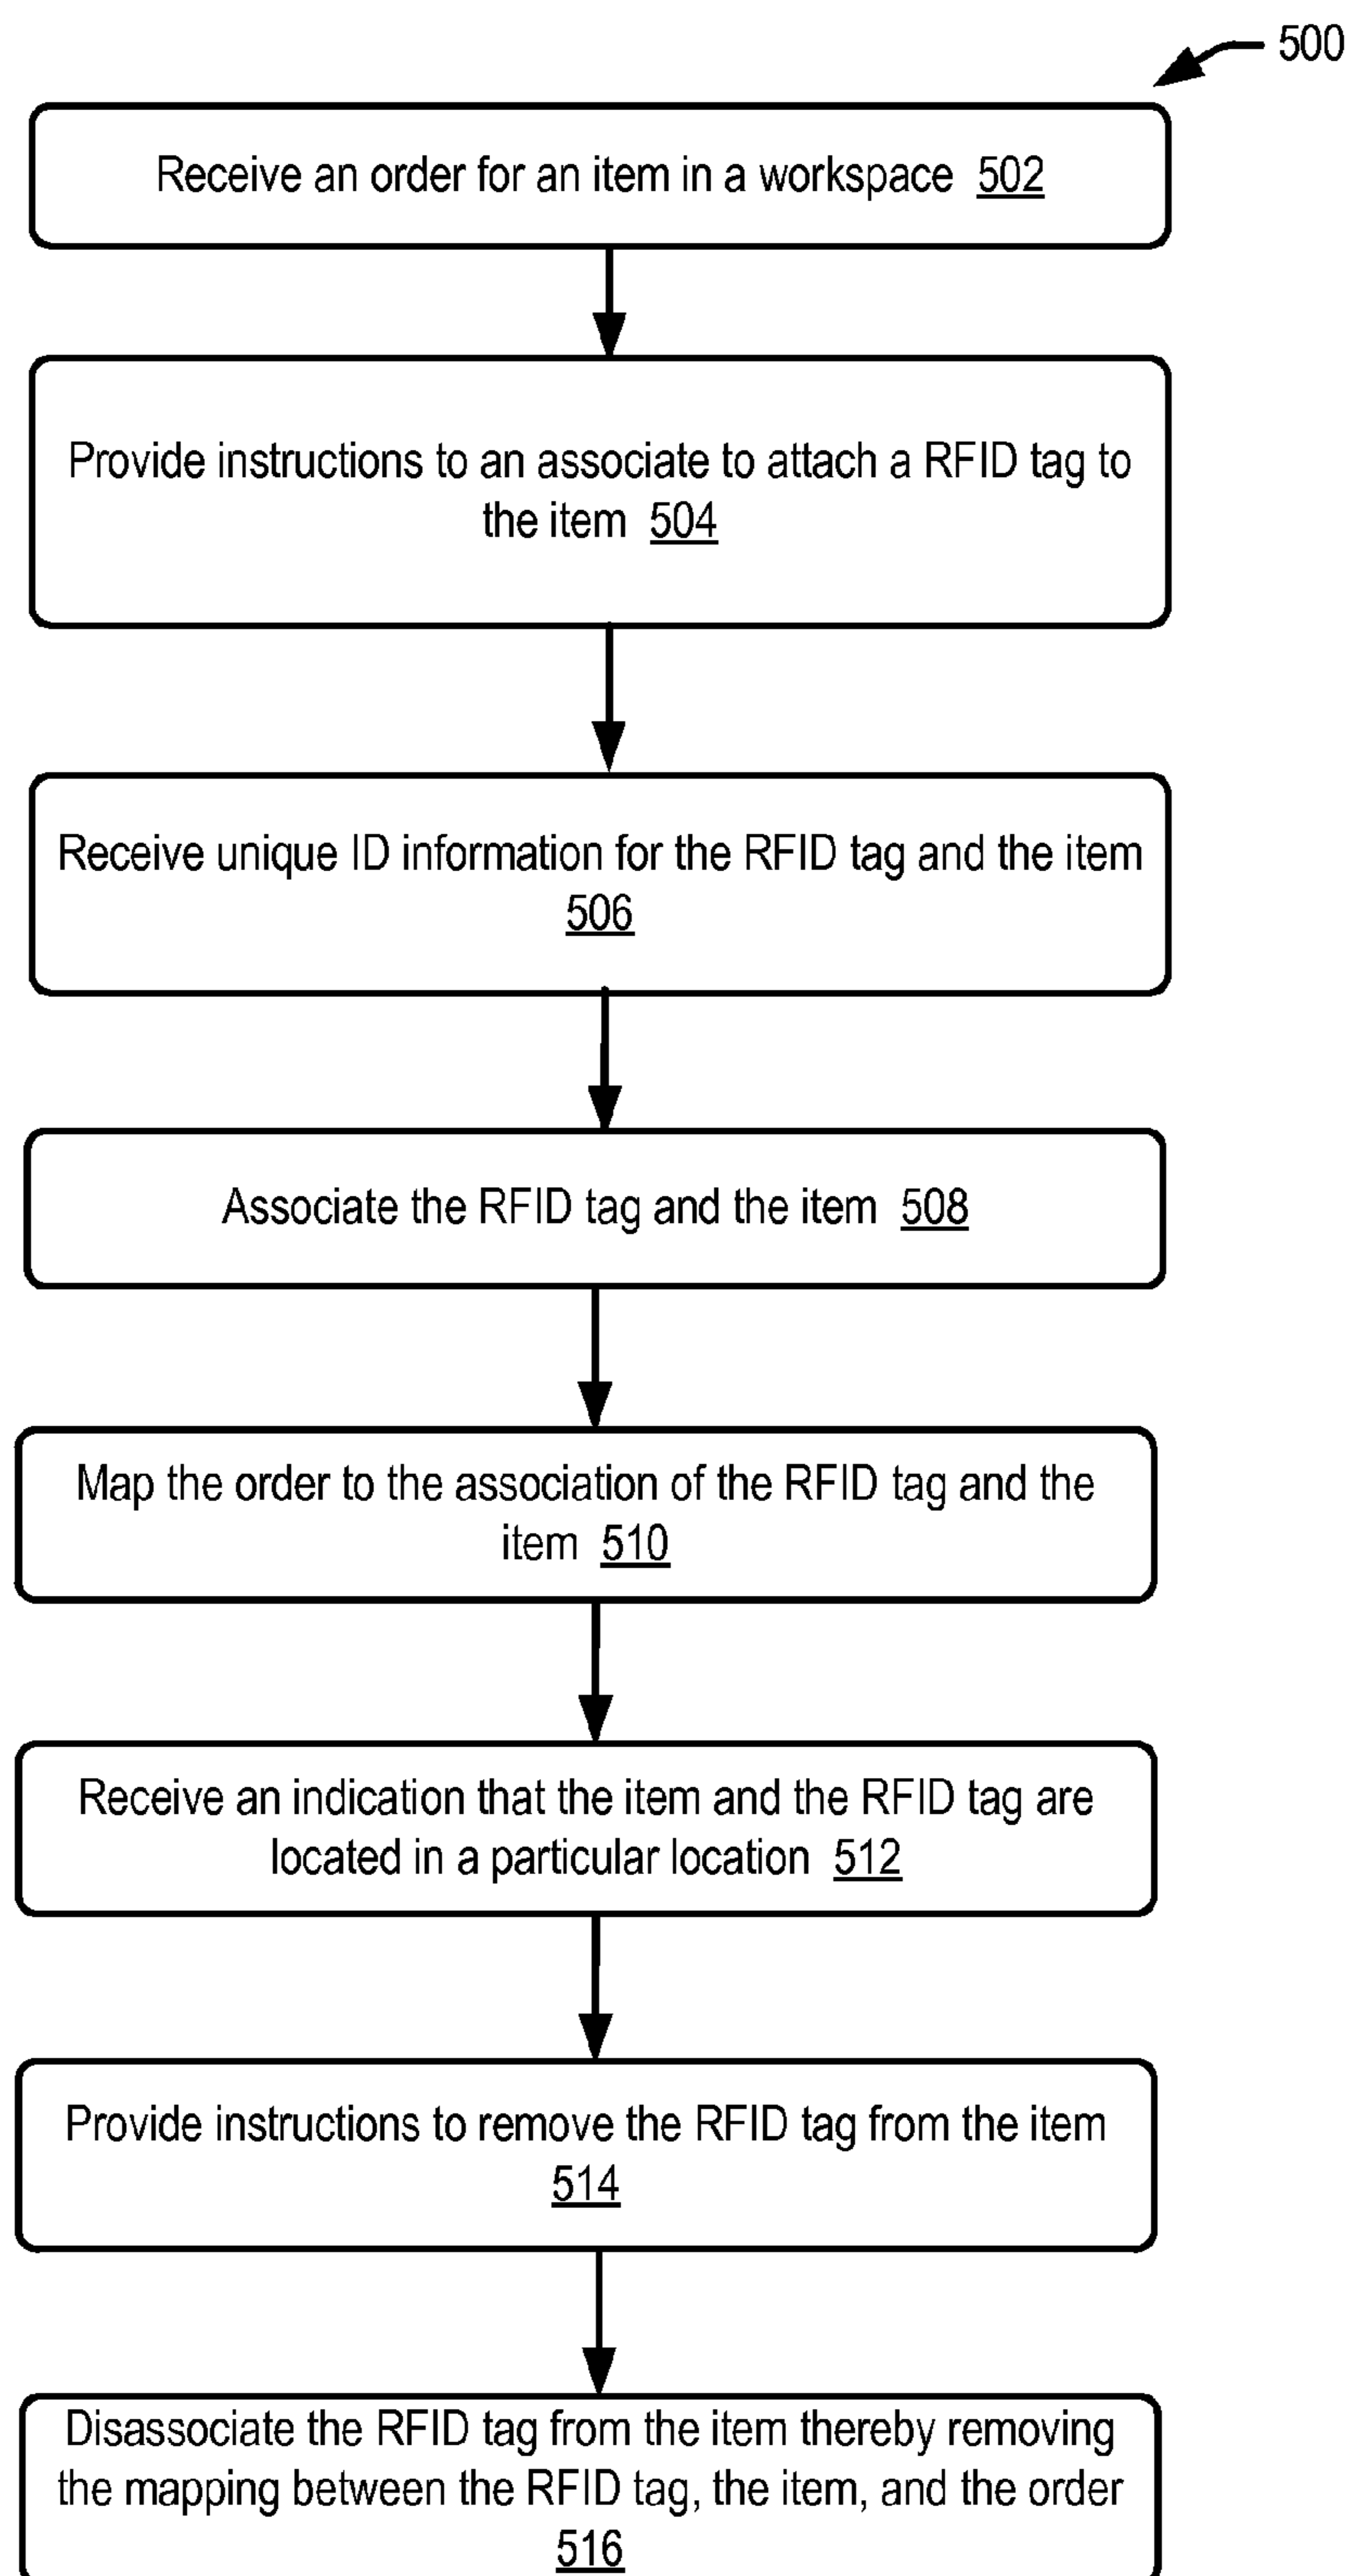 500
Receive an order for an item in a workspace 502
Provide instructions to an associate to attach a RFID tag to
the item 504
Receive unique ID information for the RFID tag and the item
506
Associate the RFID tag and the item 508
Map the order to the association of the RFID tag and the
item 510
Receive an indication that the item and the RFID tag are
located in a particular location 512
Provide instructions to remove the RFID tag from the item
514
Disassociate the RFID tag from the item thereby removing
the mapping between the RFID tag, the item, and the order
516